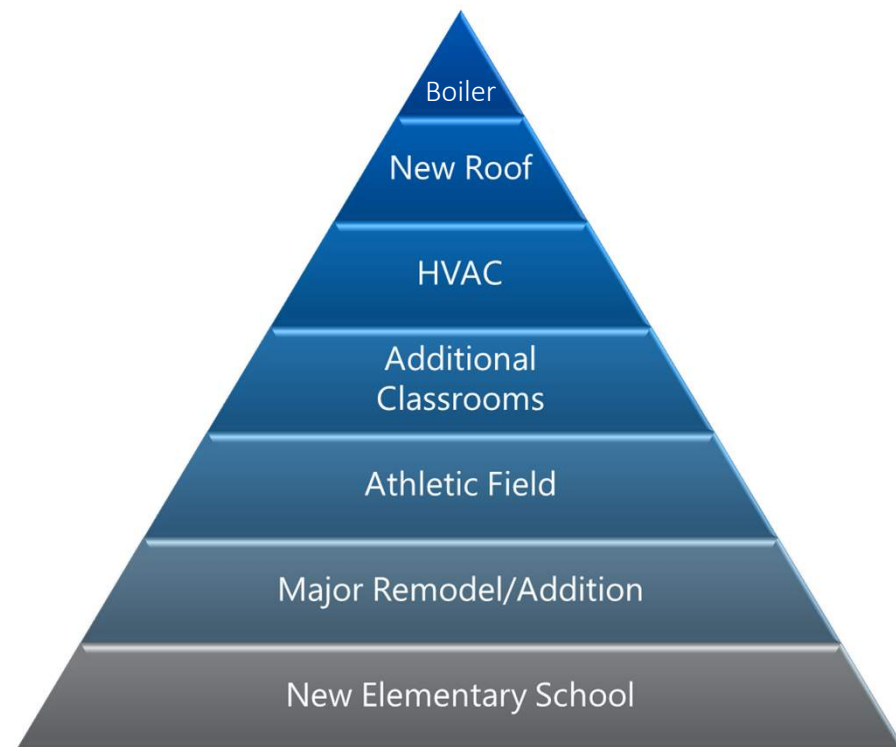 Boiler
New Roof
HVAC
Additional
Classrooms
Athletic Field
Major Remodel/Addition
New Elementary School